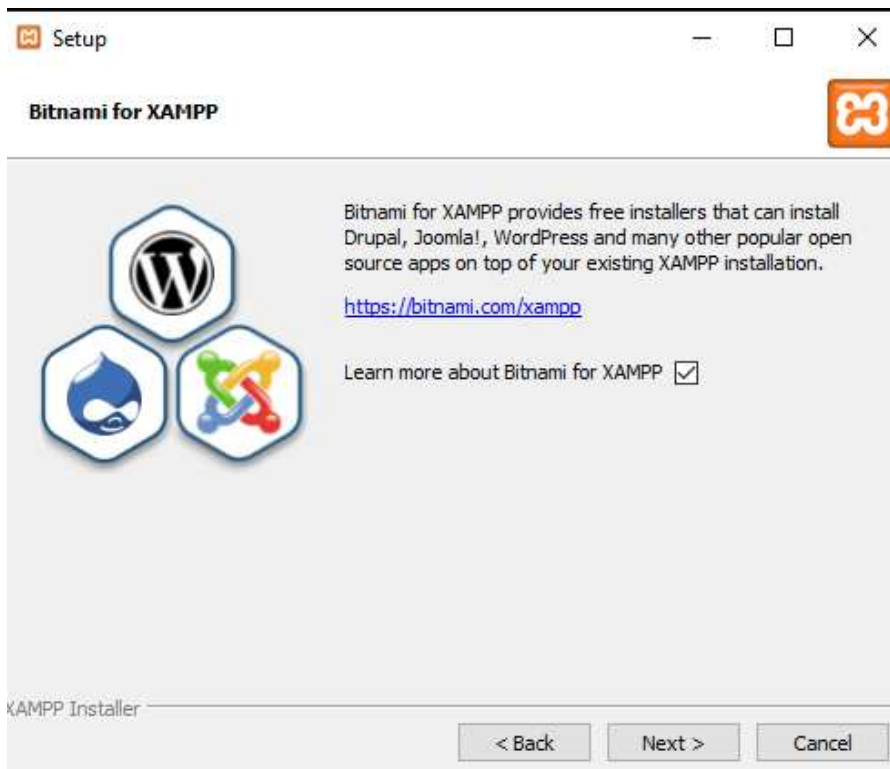 Setup
Bitnami for XAMPP
Bitnami for XAMPP provides free installers that can install
Drupal, Joomla!, WordPress and many other popular open
source apps on top of your existing XAMPP installation.
https://bitnami.com/xampp
Learn more about Bitnami for XAMPP
XAMPP Installer
< Back
Next >
Cancel